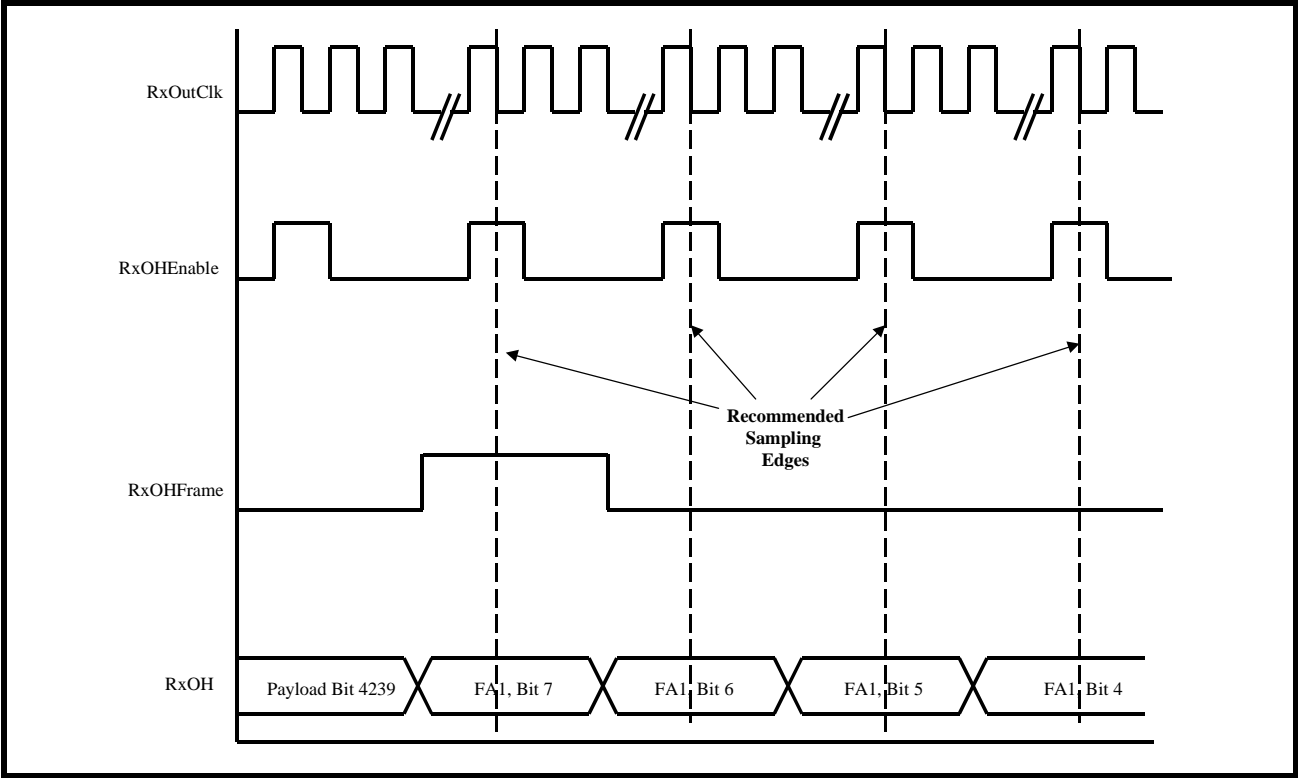 RxOutClk
RxOHEnable
Recommended
Sampling
Edges
RxOHFrame
RxOH
Payload Bit 4239
FA1, Bit 7
FA1, Bit 6
FA1, Bit 5
FA1, Bit 4